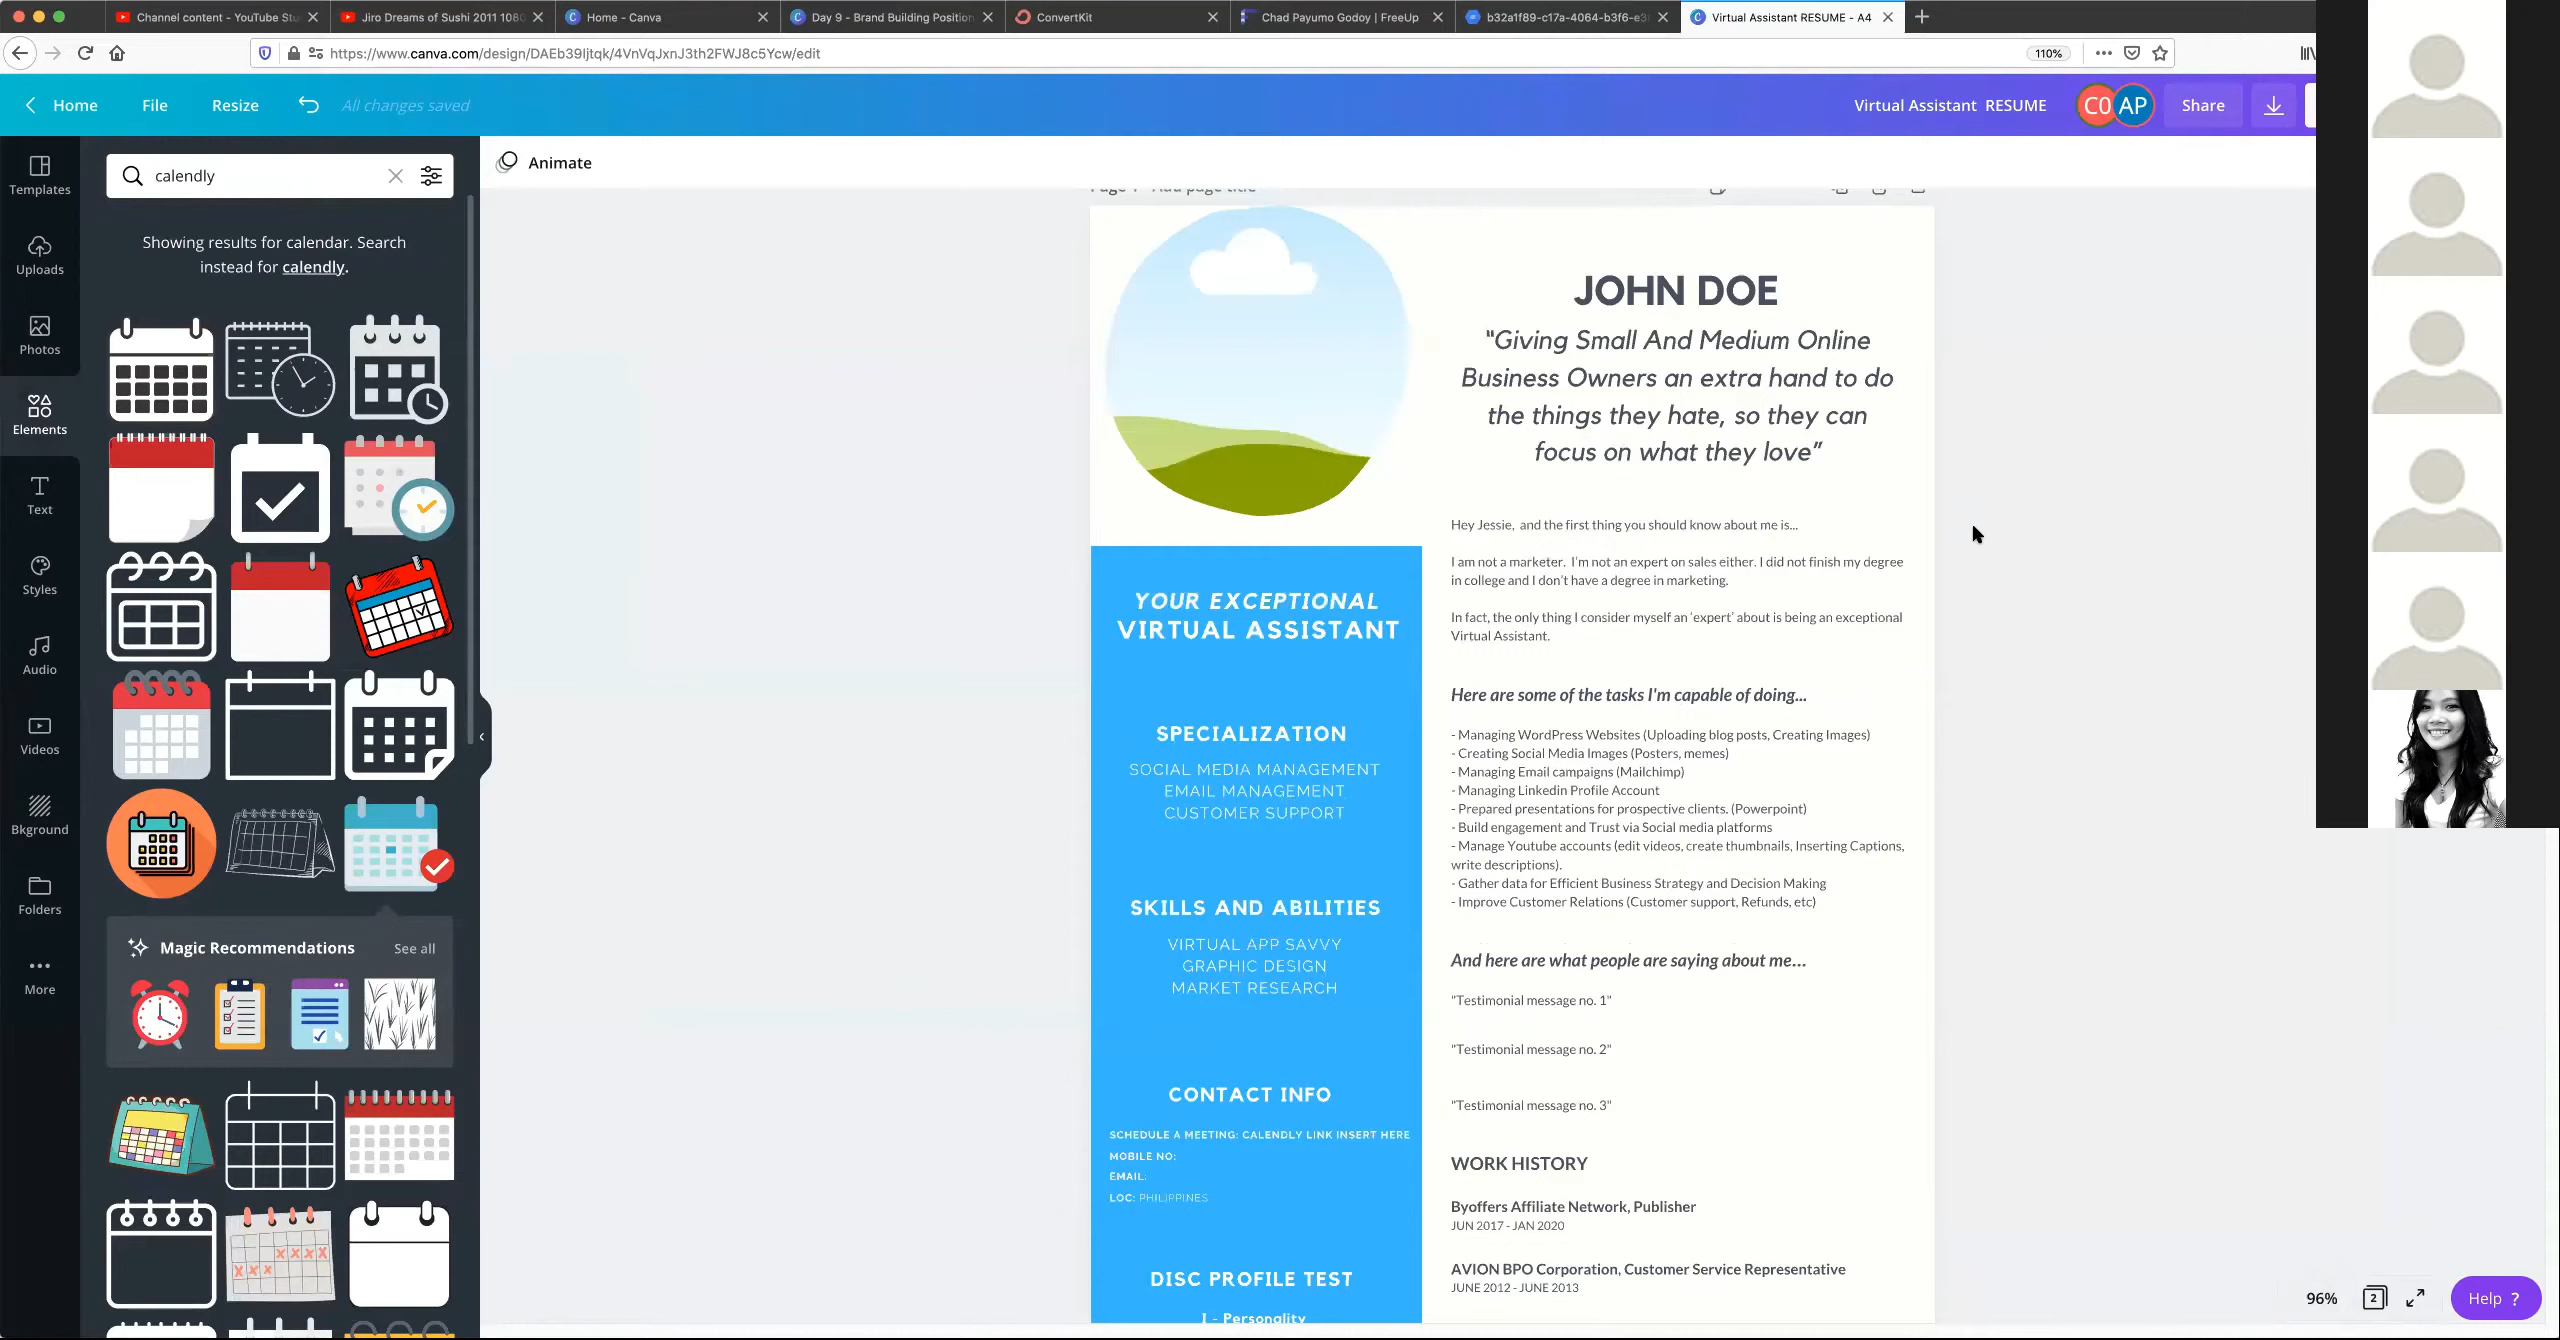 Channel content - YouTube Stu
Jiro Dreams of Sushi 2011 1080
Home - Canva
Day 9 - Brand Building Position
ConvertKit
Chad Payumo Godoy | FreeUp
b32a1f89-c17a-4064-b3f6-e3
Virtual Assistant RESUME - A4
https://www.canva.com/design/DAEb39ljtqk/4VnVqJxnJ3th2FWJ8c5Ycw/edit
110%
Home
File
Resize
All changes saved
Virtual Assistant RESUME
C0
AP
Share
Templates
Uploads
Photos
Elements
Text
Styles
Audio
Videos
Bkground
Folders
More
calendly
Showing results for calendar. Search
instead for calendly.
Magic Recommendations
See all
Animate
Page 1 Add page title
JOHN DOE
"Giving Small And Medium Online
Business Owners an extra hand to do
the things they hate, so they can
focus on what they love"
Hey Jessie, and the first thing you should know about me is...
I am not a marketer. I'm not an expert on sales either. I did not finish my degree
in college and I don't have a degree in marketing.
In fact, the only thing I consider myself an 'expert' about is being an exceptional
Virtual Assistant.
Here are some of the tasks I'm capable of doing...
- Managing WordPress Websites (Uploading blog posts, Creating Images)
- Creating Social Media Images (Posters, memes)
- Managing Email campaigns (Mailchimp)
- Managing Linkedin Profile Account
- Prepared presentations for prospective clients. (Powerpoint)
- Build engagement and Trust via Social media platforms
- Manage Youtube accounts (edit videos, create thumbnails, Inserting Captions,
write descriptions).
- Gather data for Efficient Business Strategy and Decision Making
- Improve Customer Relations (Customer support, Refunds, etc)
And here are what people are saying about me...
"Testimonial message no. 1"
"Testimonial message no. 2"
"Testimonial message no. 3"
WORK HISTORY
Byoffers Affiliate Network, Publisher
JUN 2017 - JAN 2020
AVION BPO Corporation, Customer Service Representative
JUNE 2012 - JUNE 2013
YOUR EXCEPTIONAL
VIRTUAL ASSISTANT
SPECIALIZATION
SOCIAL MEDIA MANAGEMENT
EMAIL MANAGEMENT
CUSTOMER SUPPORT
SKILLS AND ABILITIES
VIRTUAL APP SAVVY
GRAPHIC DESIGN
MARKET RESEARCH
CONTACT INFO
SCHEDULE A MEETING: CALENDLY LINK INSERT HERE
MOBILE NO:
EMAIL:
LOC: PHILIPPINES
DISC PROFILE TEST
I - Personality
96%
2
Help ?